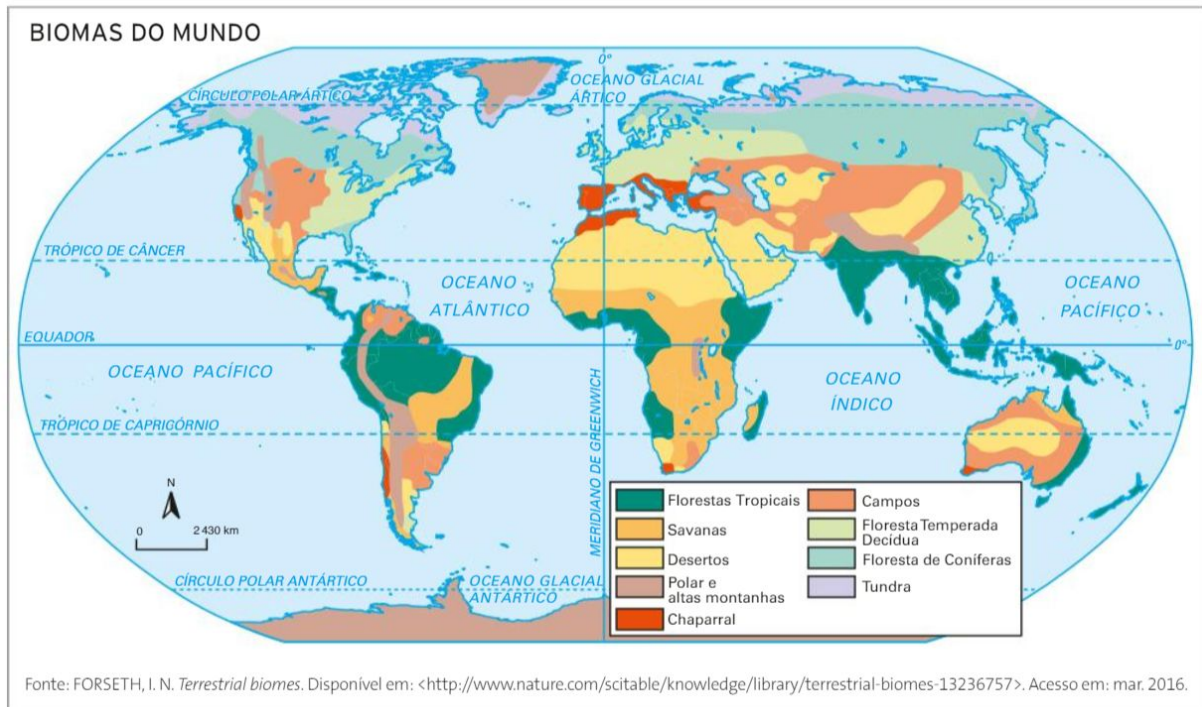 BIOMAS DO MUNDO
0°
OCEANO GLACIAL
ÁRTICO
CÍRCULO POLAR ÁRTICO
TRÓPICO DE CÂNCER
OCEANO
ATLÂNTICO
OCEANO
PACÍFICO
EQUADOR
0°
OCEANO PACÍFICO
OCEANO
ÍNDICO
TRÓPICO DE CAPRIGÓRNIO
MERIDIANO DE GREENWICH
N
0 2 430 km
Florestas Tropicais
Savanas
Desertos
Polar e
altas montanhas
Chaparral
Campos
Floresta Temperada
Decídua
Floresta de Coníferas
Tundra
CÍRCULO POLAR ANTÁRTICO
OCEANO GLACIAL
ANTÁRTICO
Fonte: FORSETH, I. N. Terrestrial biomes. Disponível em: <http://www.nature.com/scitable/knowledge/library/terrestrial-biomes-13236757>. Acesso em: mar. 2016.